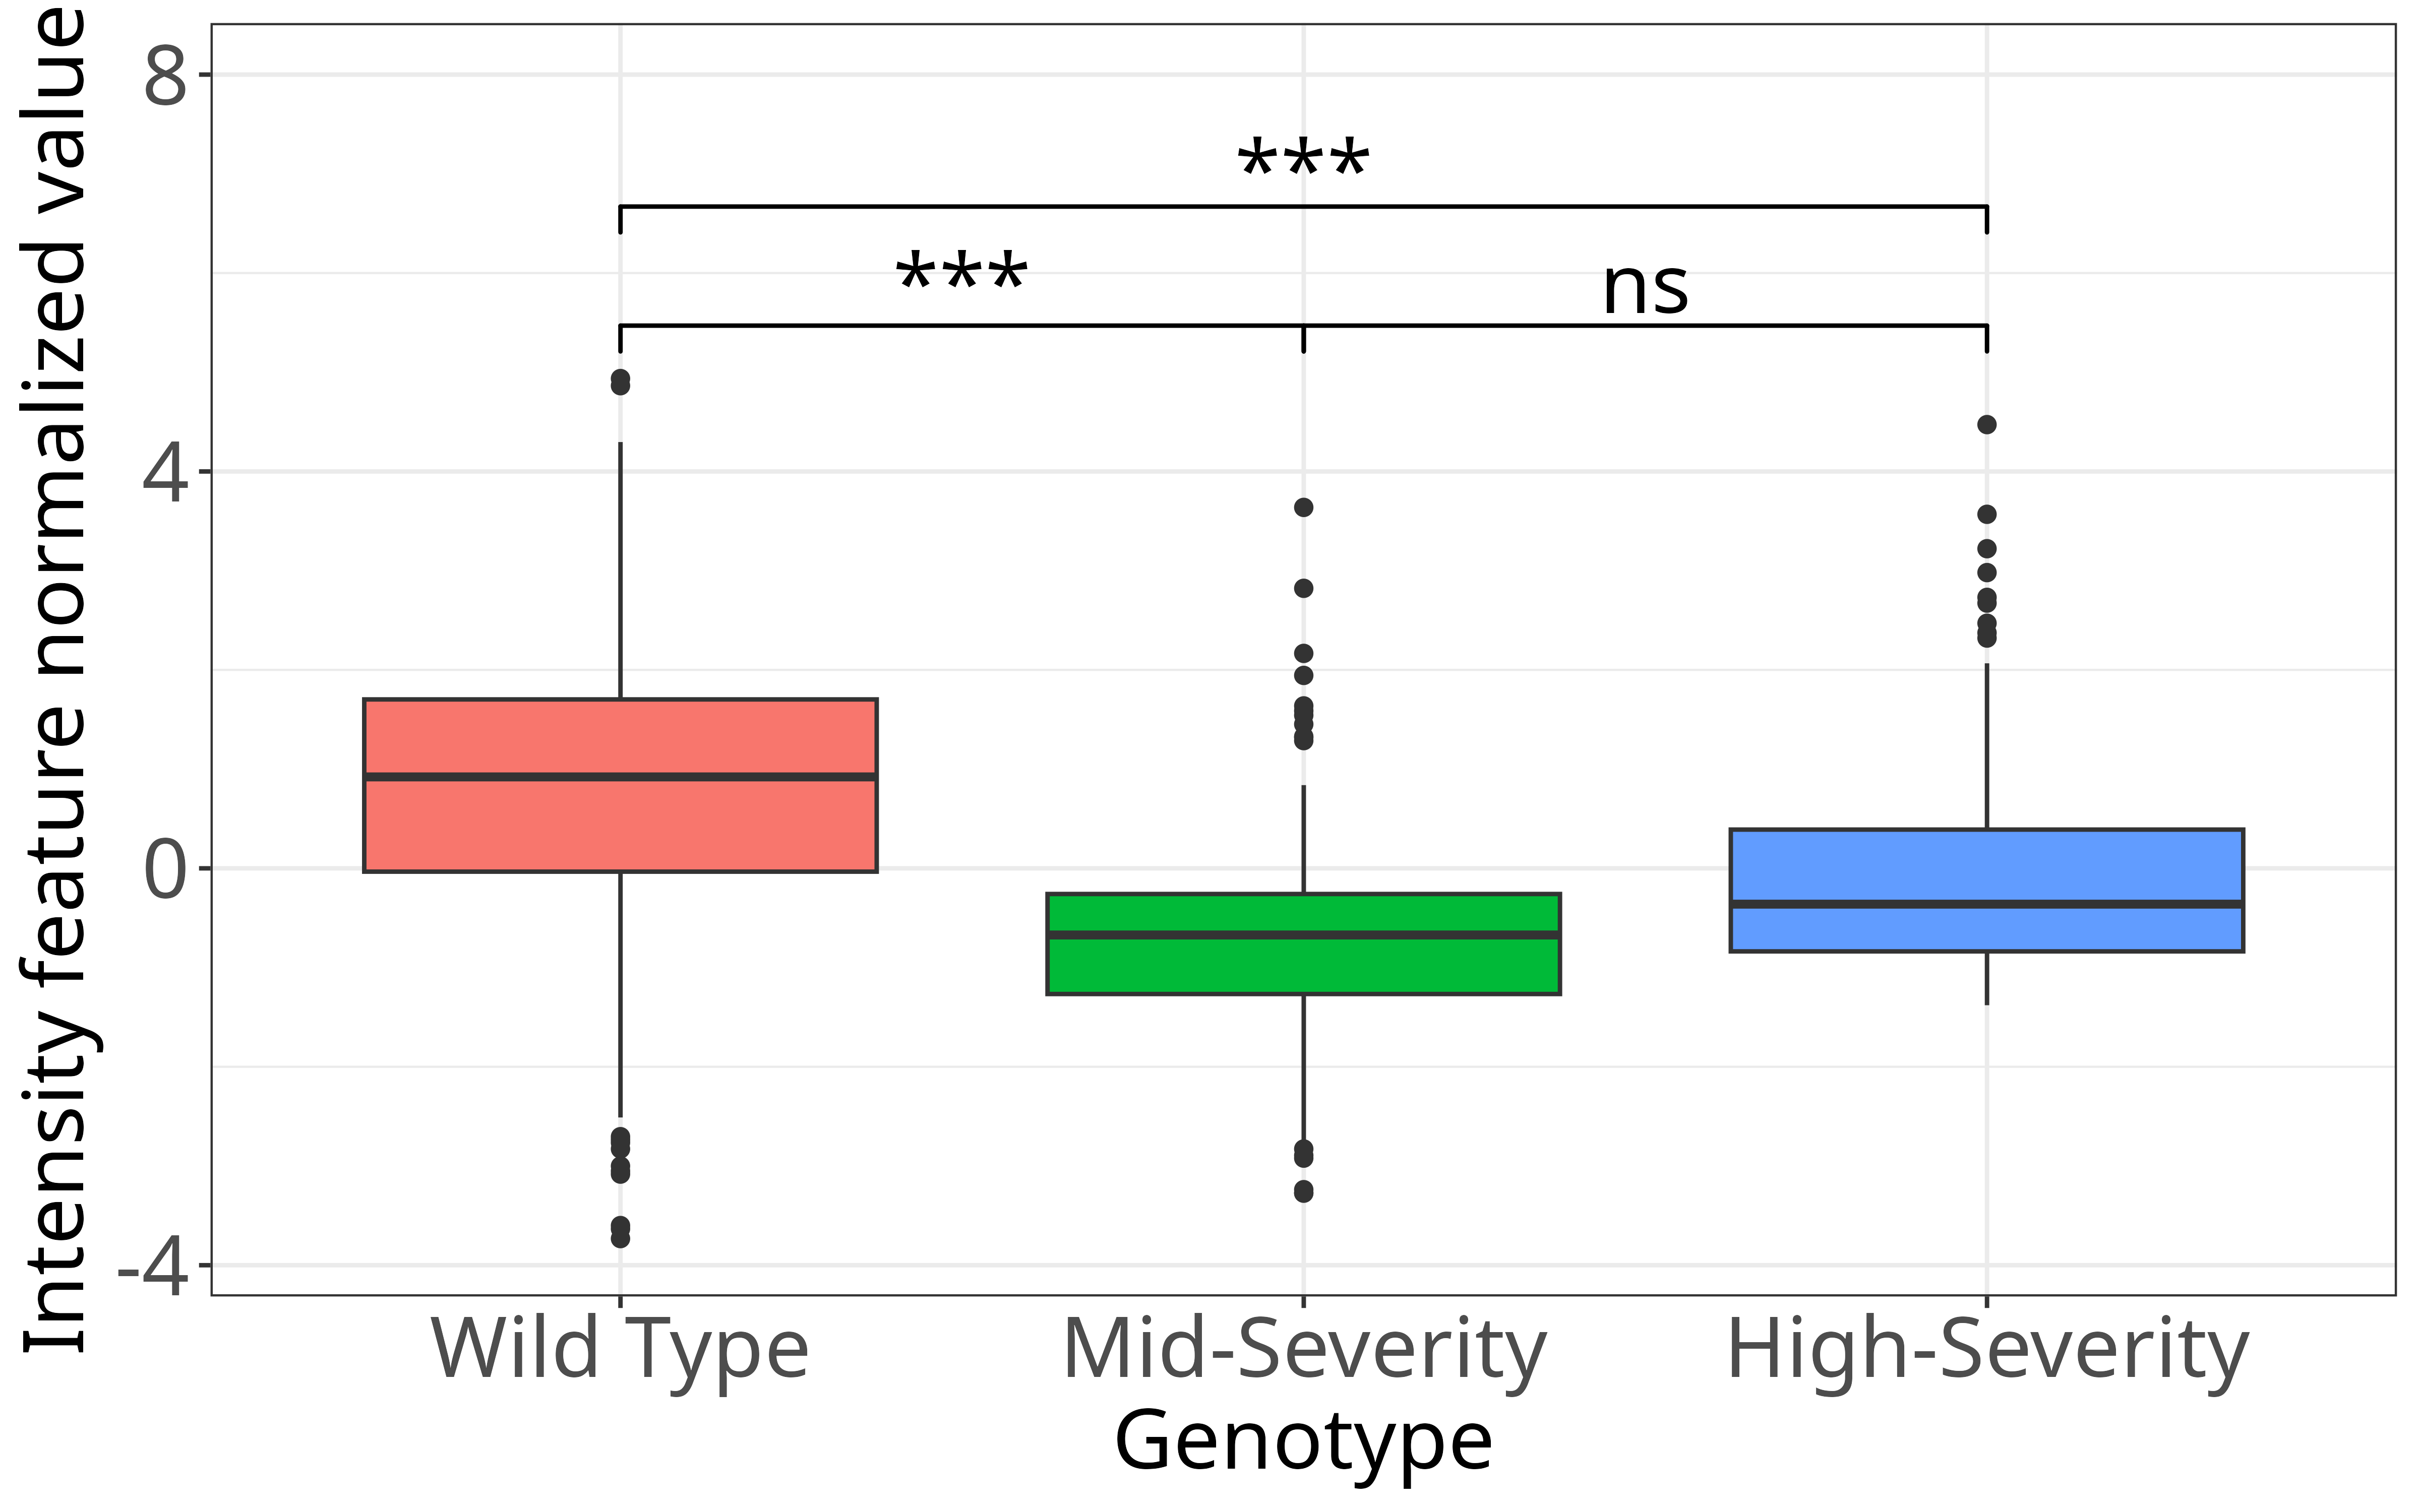 Intensity feature normalized value
8
4
0
-4
***
***
ns
Wild Type
Mid-Severity
High-Severity
Genotype